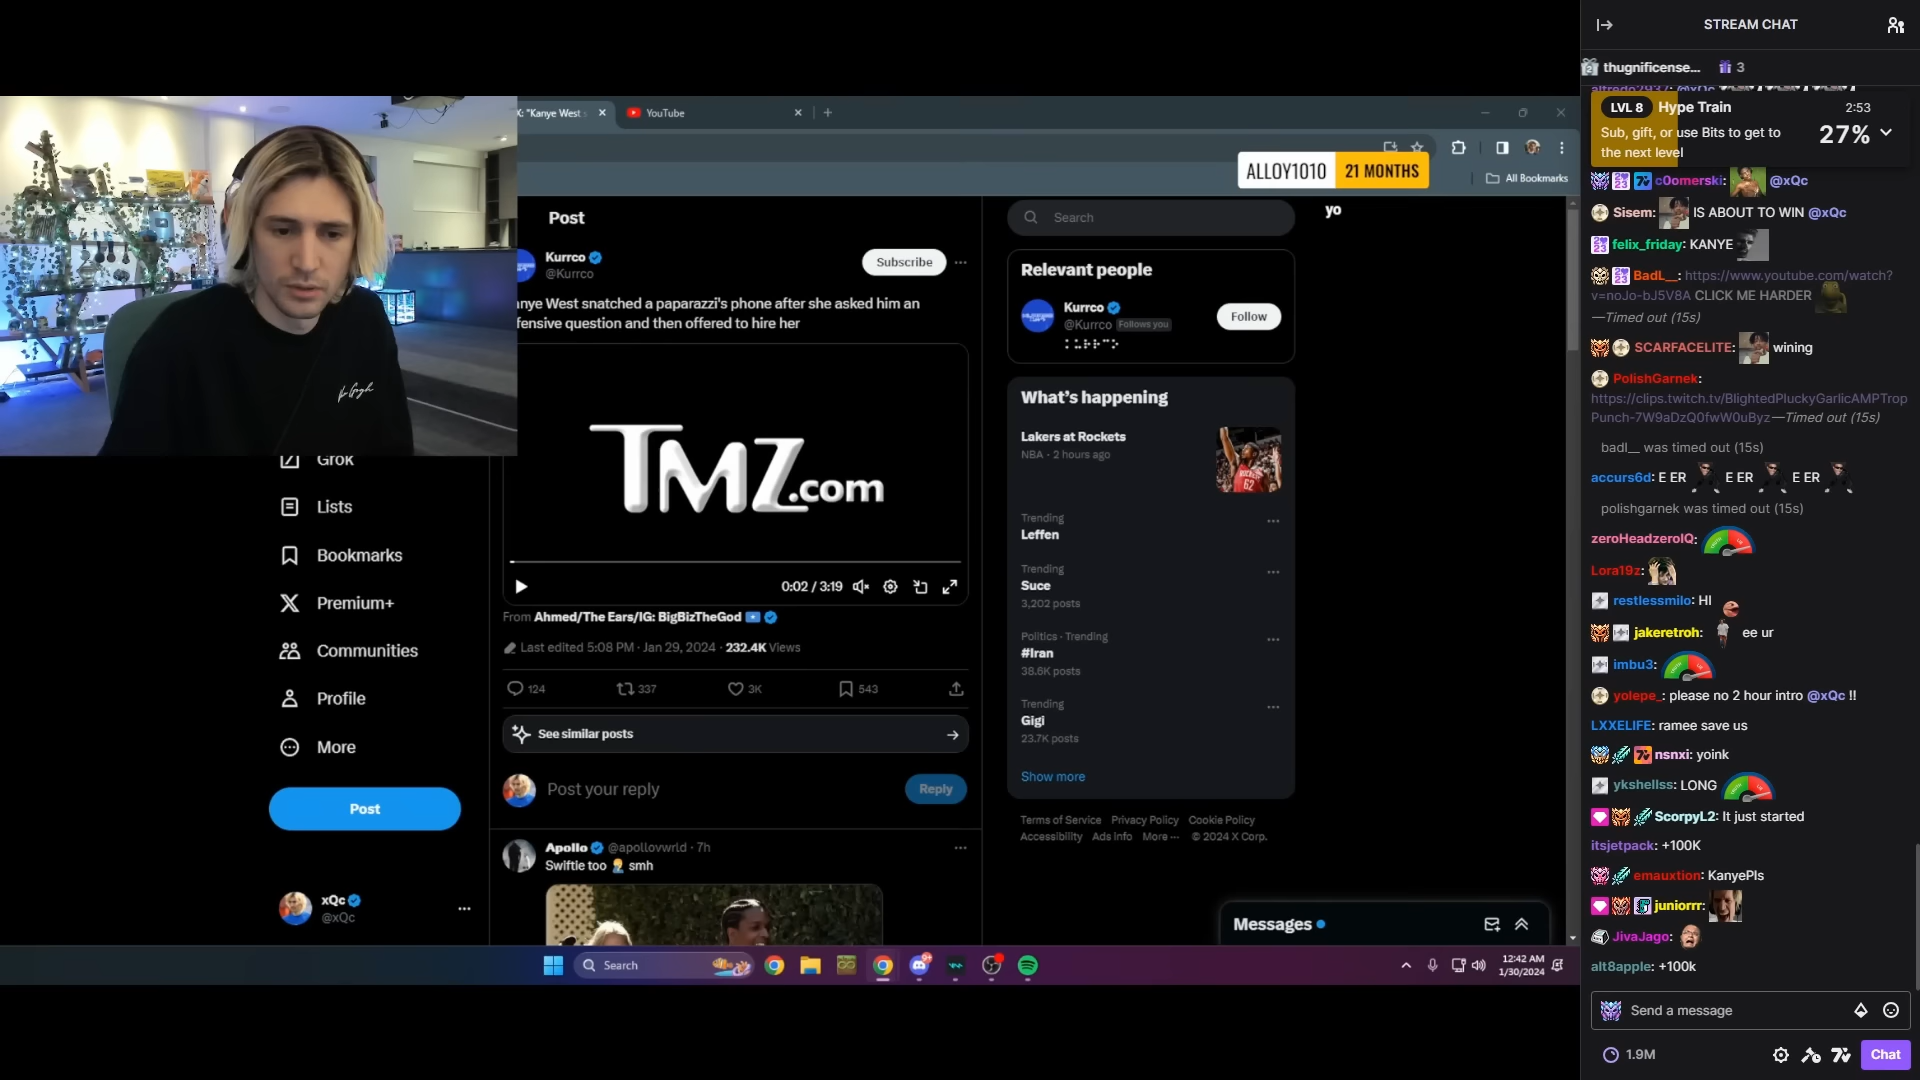 X: "Kanye West s
YouTube
ALLOY1010 21 MONTHS
All Bookmarks
Post
Kurrco
@Kurrco
Subscribe
nye West snatched a paparazzi's phone after she asked him an
fensive question and then offered to hire her
TMZ.com
0:02 / 3:19
From Ahmed/The Ears/IG: BigBizTheGod
Last edited 5:08 PM · Jan 29, 2024 · 232.4K Views
124
337
3K
543
See similar posts
Post your reply
Reply
Apollo @apollovwrld · 7h
Swiftie too smh
Grok
Lists
Bookmarks
Premium+
Communities
Profile
More
Post
xQc
@xQc
Search
yo
Relevant people
Kurrco
@Kurrco Follows you
Follow
What's happening
Lakers at Rockets
NBA · 2 hours ago
Trending
Leffen
Trending
Suce
3,202 posts
Politics · Trending
#Iran
38.6K posts
Trending
Gigi
23.7K posts
Show more
Terms of Service Privacy Policy Cookie Policy
Accessibility Ads info More © 2024 X Corp.
Messages
Search
12:42 AM
1/30/2024
STREAM CHAT
thugnificense... 3
alfredo2937: @xQc
LVL 8 Hype Train 2:53
Sub, gift, or use Bits to get to
the next level
27%
c0omerski: @xQc
Sisem: IS ABOUT TO WIN @xQc
felix_friday: KANYE
BadL__: https://www.youtube.com/watch?
v=noJo-bJ5V8A CLICK ME HARDER
—Timed out (15s)
SCARFACELITE: wining
PolishGarnek:
https://clips.twitch.tv/BlightedPluckyGarlicAMPTrop
Punch-7W9aDzQ0fwW0uByz—Timed out (15s)
badl__ was timed out (15s)
accurs6d: E ER E ER E ER
polishgarnek was timed out (15s)
zeroHeadzeroIQ:
Lora19z:
restlessmilo: HI
jakeretroh: ee ur
imbu3:
yolepe_: please no 2 hour intro @xQc !!
LXXELIFE: ramee save us
nsnxi: yoink
ykshellss: LONG
ScorpyL2: It just started
itsjetpack: +100K
emauxtion: KanyePls
juniorrr:
JivaJago:
alt8apple: +100k
Send a message
1.9M
Chat